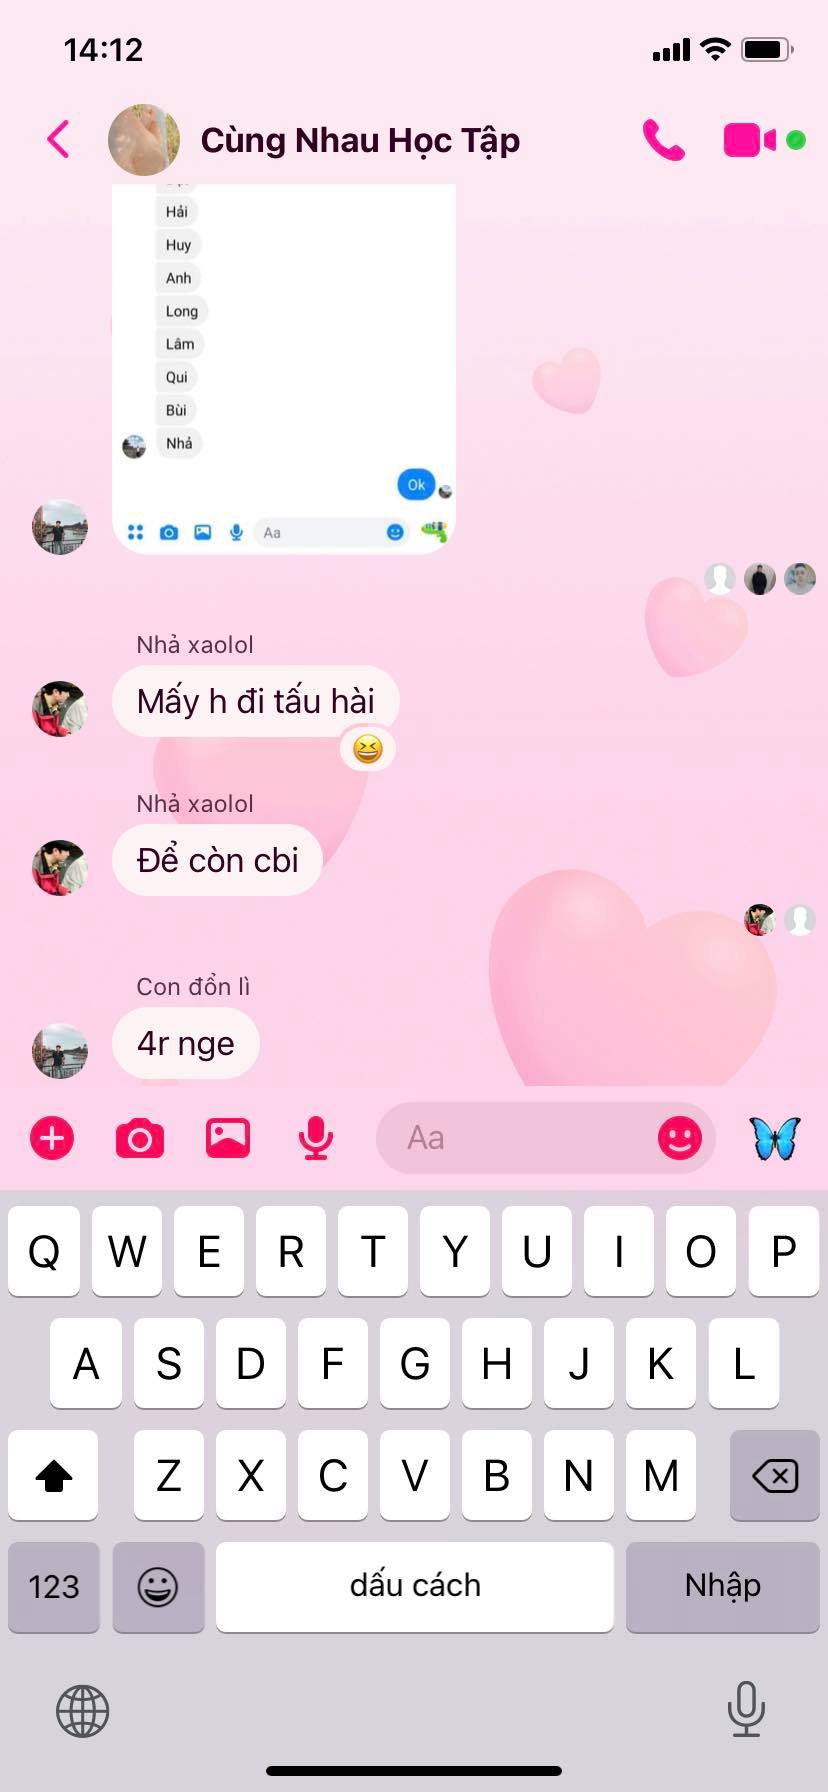 14:12
Cùng Nhau Học Tập
Hải
Huy
Anh
Long
Lâm
Qui
Bùi
Nhả
Ok
Aa
Nhả xaolol
Mấy h đi tấu hài
Nhả xaolol
Để còn cbi
Con đổn lì
4r nge
Aa
Q W E R T Y U I O P
A S D F G H J K L
Z X C V B N M
123 dấu cách Nhập